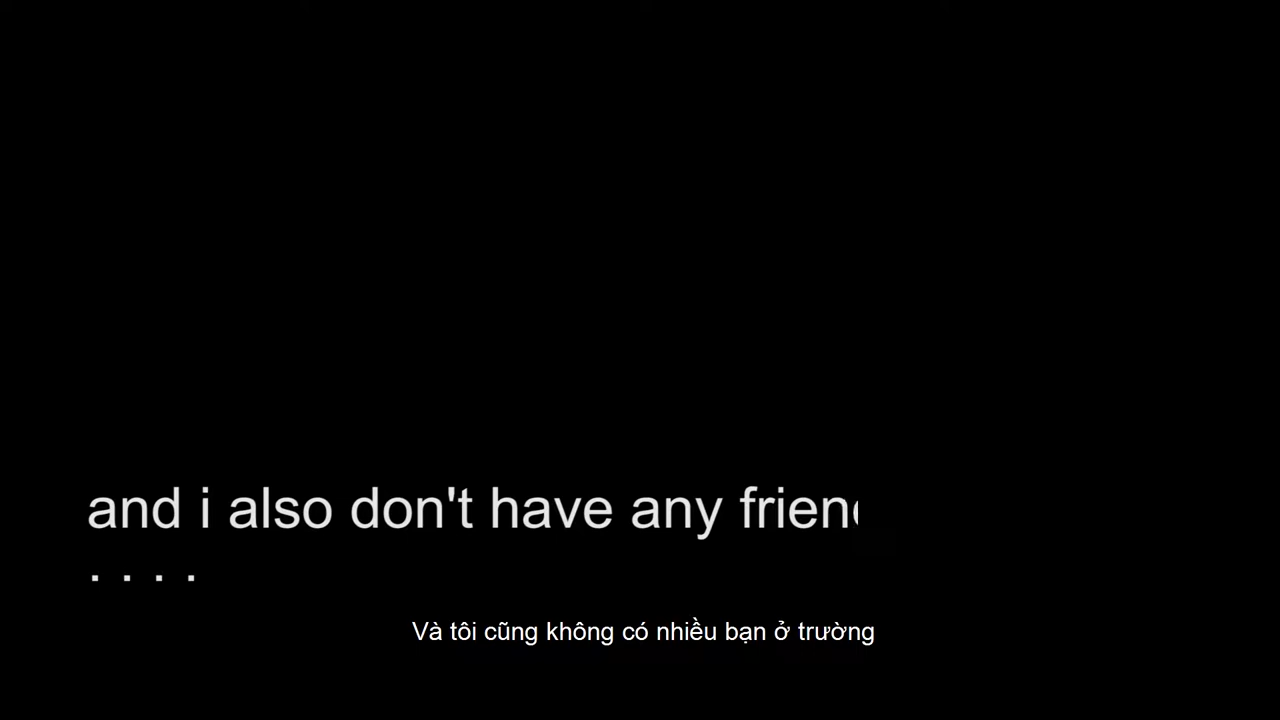 and i also don't have any frien
. . . .
Và tôi cũng không có nhiều bạn ở trường